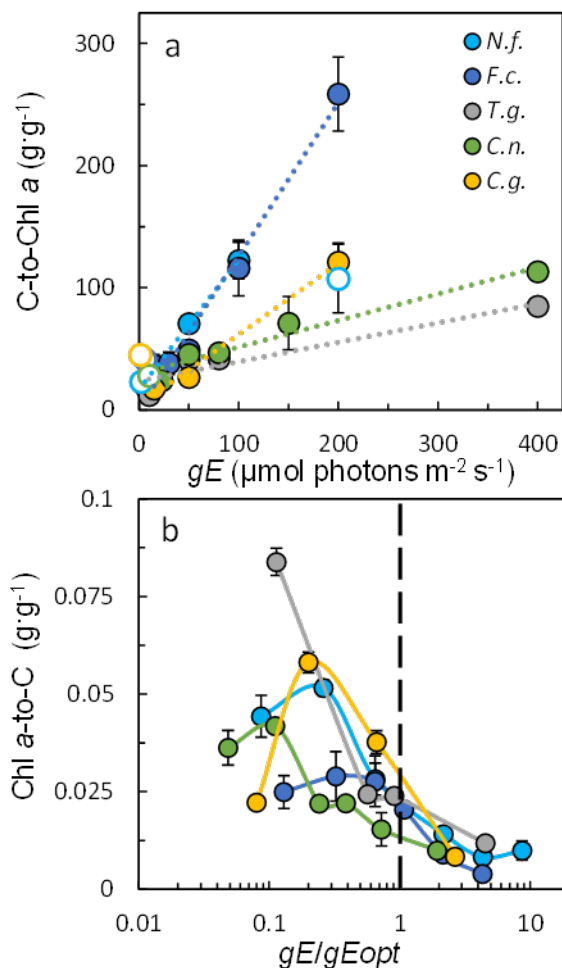 a
300
200
100
0
C-to-Chl a (g·g⁻¹)
N.f.
F.c.
T.g.
C.n.
C.g.
0 100 200 300 400
gE (µmol photons m⁻² s⁻¹)
b
0.1
0.075
0.05
0.025
0
Chl a-to-C (g·g⁻¹)
0.01 0.1 1 10
gE/gEopt